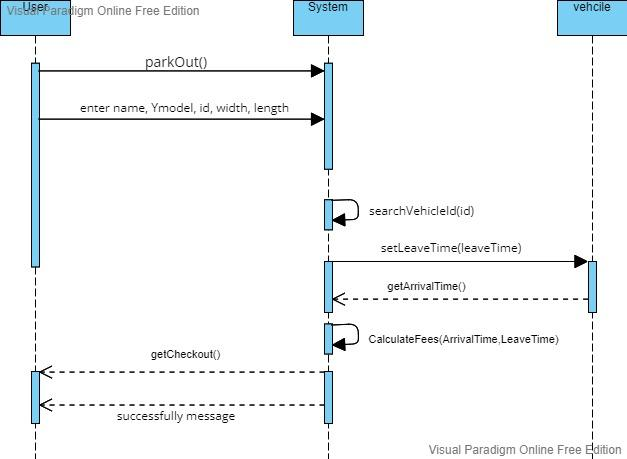 Visual Paradigm Online Free Edition
User
System
vehcile
parkOut()
enter name, Ymodel, id, width, length
searchVehicleId(id)
setLeaveTime(leaveTime)
getArrivalTime()
CalculateFees(ArrivalTime,LeaveTime)
getCheckout()
successfully message
Visual Paradigm Online Free Edition